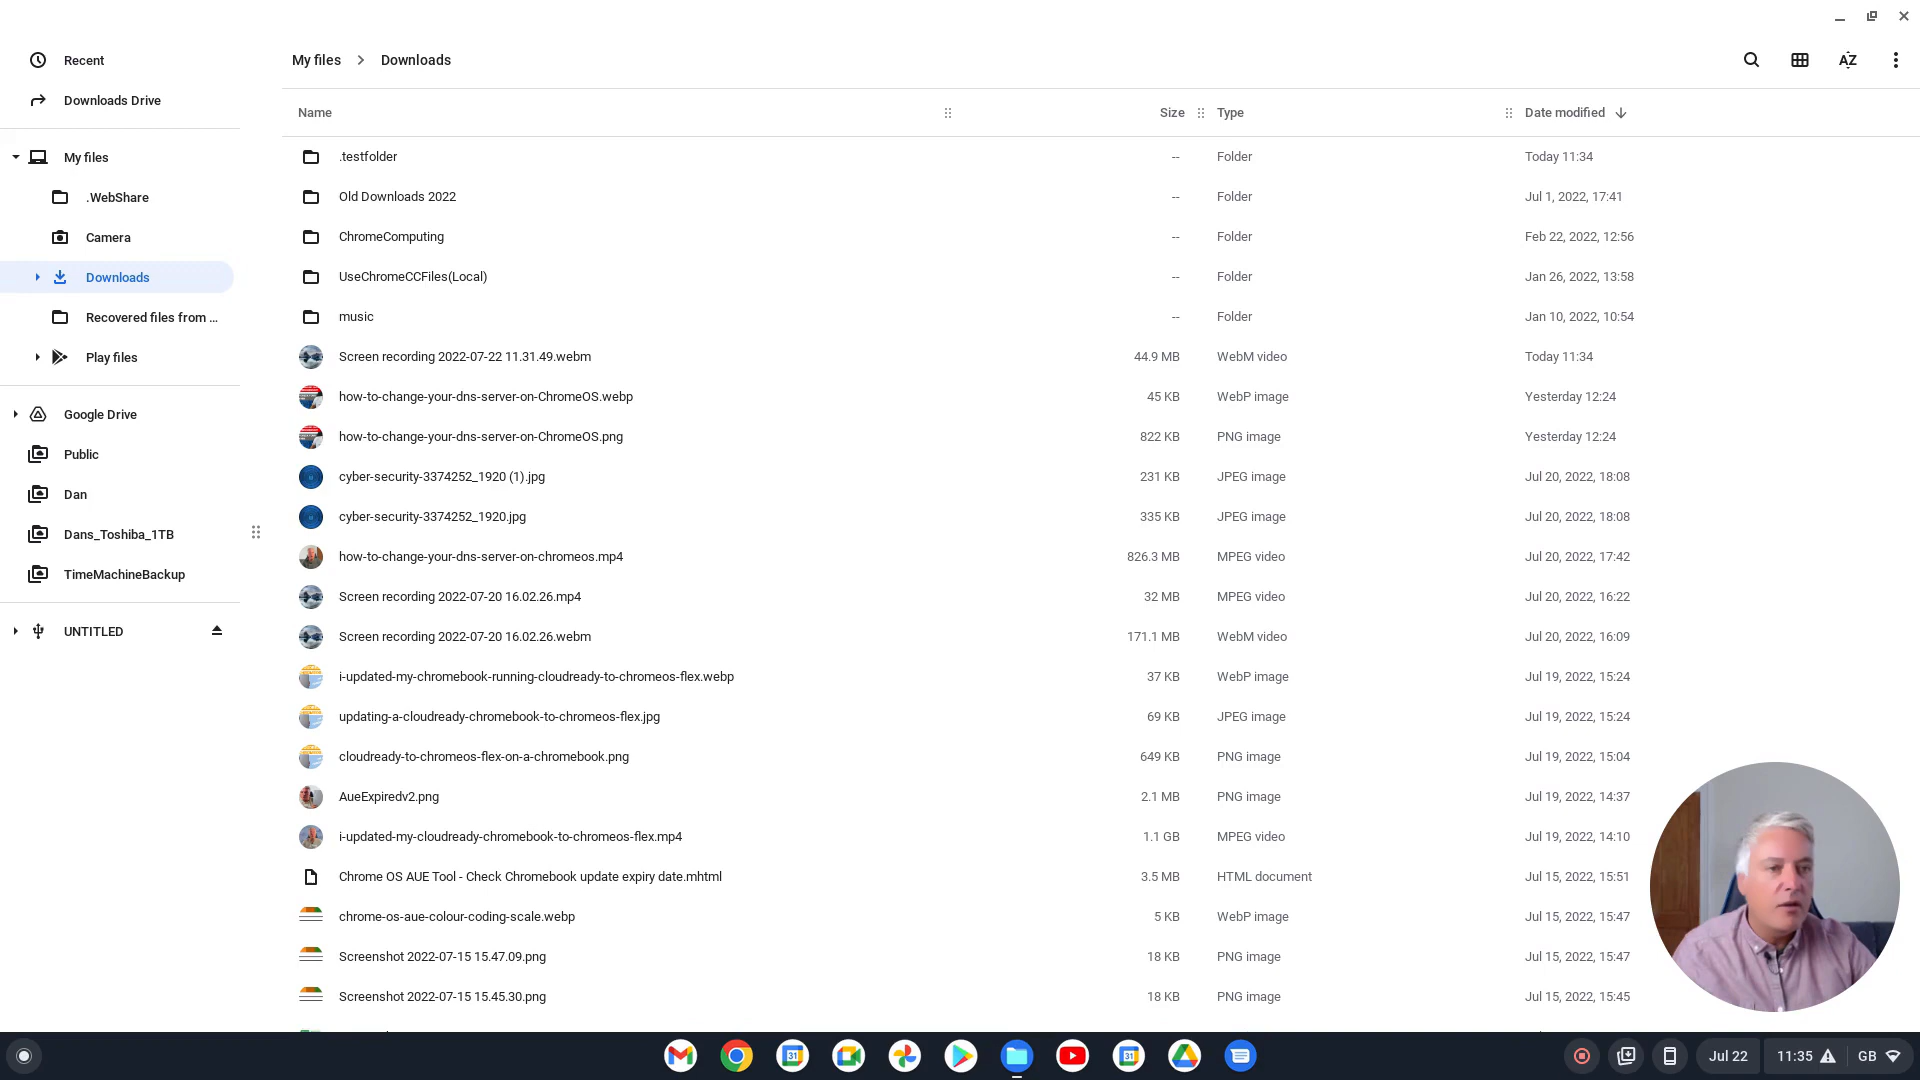 Recent
Downloads Drive
My files
.WebShare
Camera
Downloads
Recovered files from ...
Play files
Google Drive
Public
Dan
Dans_Toshiba_1TB
TimeMachineBackup
UNTITLED
My files > Downloads
AZ
Name Size Type Date modified
.testfolder -- Folder Today 11:34
Old Downloads 2022 -- Folder Jul 1, 2022, 17:41
ChromeComputing -- Folder Feb 22, 2022, 12:56
UseChromeCCFiles(Local) -- Folder Jan 26, 2022, 13:58
music -- Folder Jan 10, 2022, 10:54
Screen recording 2022-07-22 11.31.49.webm 44.9 MB WebM video Today 11:34
how-to-change-your-dns-server-on-ChromeOS.webp 45 KB WebP image Yesterday 12:24
how-to-change-your-dns-server-on-ChromeOS.png 822 KB PNG image Yesterday 12:24
cyber-security-3374252_1920 (1).jpg 231 KB JPEG image Jul 20, 2022, 18:08
cyber-security-3374252_1920.jpg 335 KB JPEG image Jul 20, 2022, 18:08
how-to-change-your-dns-server-on-chromeos.mp4 826.3 MB MPEG video Jul 20, 2022, 17:42
Screen recording 2022-07-20 16.02.26.mp4 32 MB MPEG video Jul 20, 2022, 16:22
Screen recording 2022-07-20 16.02.26.webm 171.1 MB WebM video Jul 20, 2022, 16:09
i-updated-my-chromebook-running-cloudready-to-chromeos-flex.webp 37 KB WebP image Jul 19, 2022, 15:24
updating-a-cloudready-chromebook-to-chromeos-flex.jpg 69 KB JPEG image Jul 19, 2022, 15:24
cloudready-to-chromeos-flex-on-a-chromebook.png 649 KB PNG image Jul 19, 2022, 15:04
AueExpiredv2.png 2.1 MB PNG image Jul 19, 2022, 14:37
i-updated-my-cloudready-chromebook-to-chromeos-flex.mp4 1.1 GB MPEG video Jul 19, 2022, 14:10
Chrome OS AUE Tool - Check Chromebook update expiry date.mhtml 3.5 MB HTML document Jul 15, 2022, 15:51
chrome-os-aue-colour-coding-scale.webp 5 KB WebP image Jul 15, 2022, 15:47
Screenshot 2022-07-15 15.47.09.png 18 KB PNG image Jul 15, 2022, 15:47
Screenshot 2022-07-15 15.45.30.png 18 KB PNG image Jul 15, 2022, 15:45
31
31
Jul 22 11:35 GB